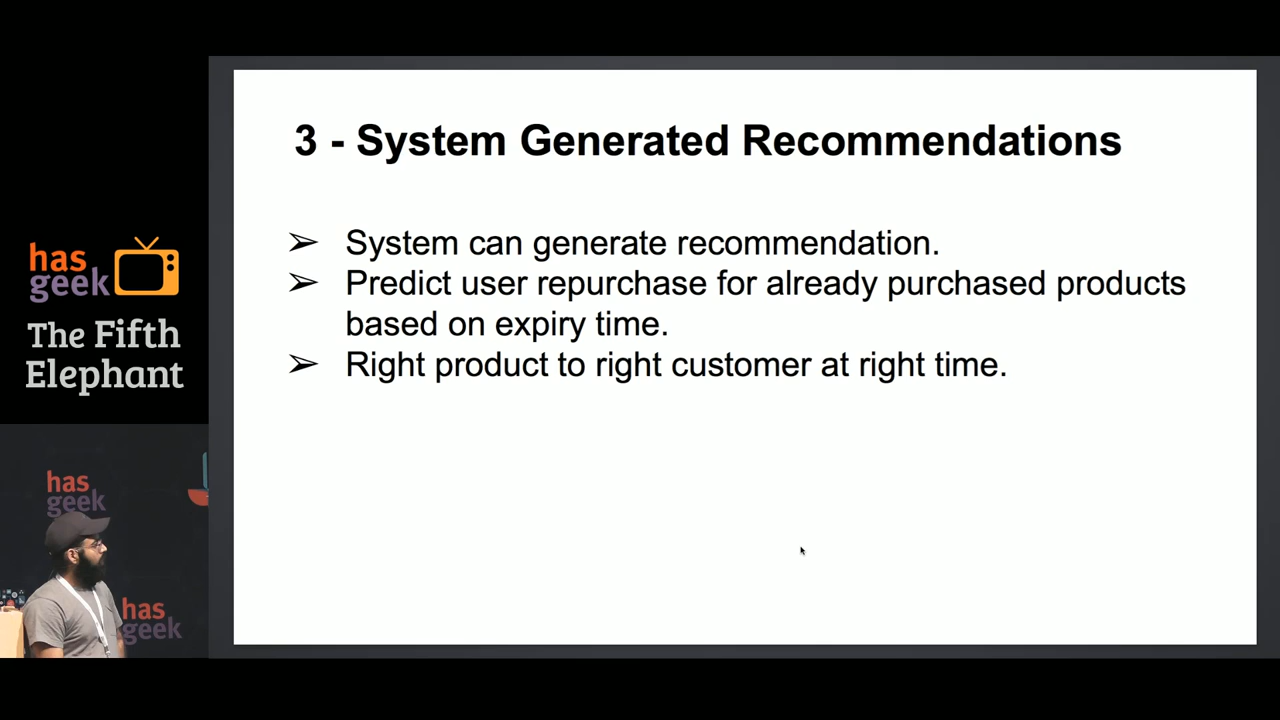 3 - System Generated Recommendations
➢ System can generate recommendation.
➢ Predict user repurchase for already purchased products
based on expiry time.
➢ Right product to right customer at right time.
has
geek
The Fifth
Elephant
has
geek
has
geek